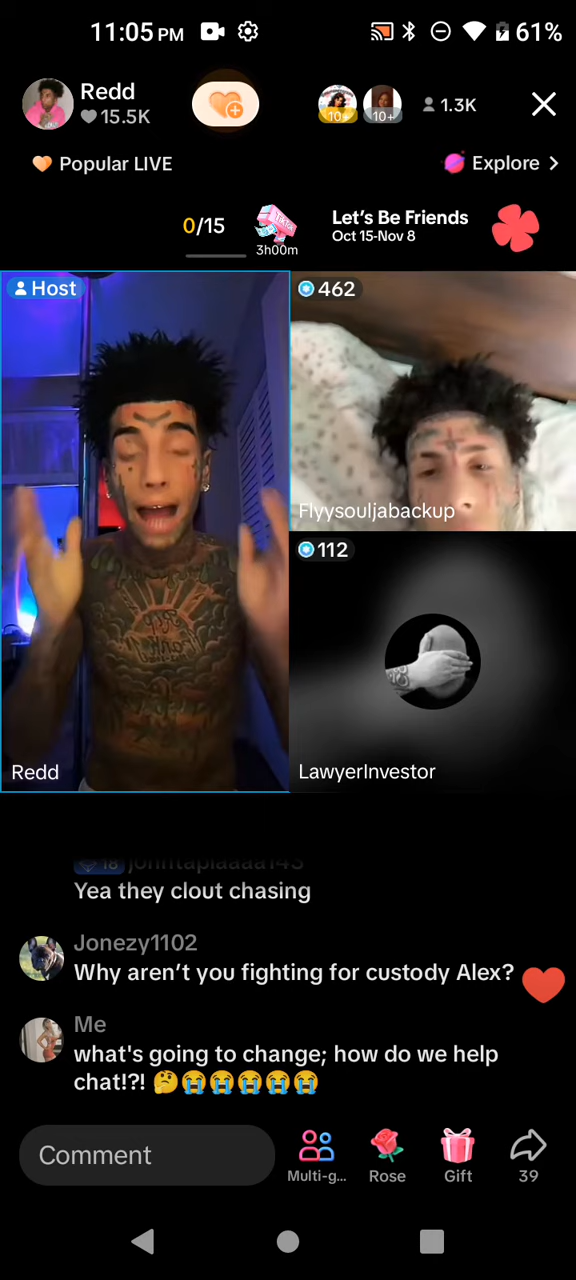 11:05 PM
61%
Redd
15.5K
10+
10+
1.3K
Popular LIVE
Explore >
0/15
TikTok
3h00m
Let's Be Friends
Oct 15-Nov 8
Host
462
Flyysouljabackup
112
Redd
LawyerInvestor
18
Yea they clout chasing
Jonezy1102
Why aren't you fighting for custody Alex?
Me
what's going to change; how do we help
chat!?! 🤔😭😭😭😭😭
Comment
Multi-g...
Rose
Gift
39